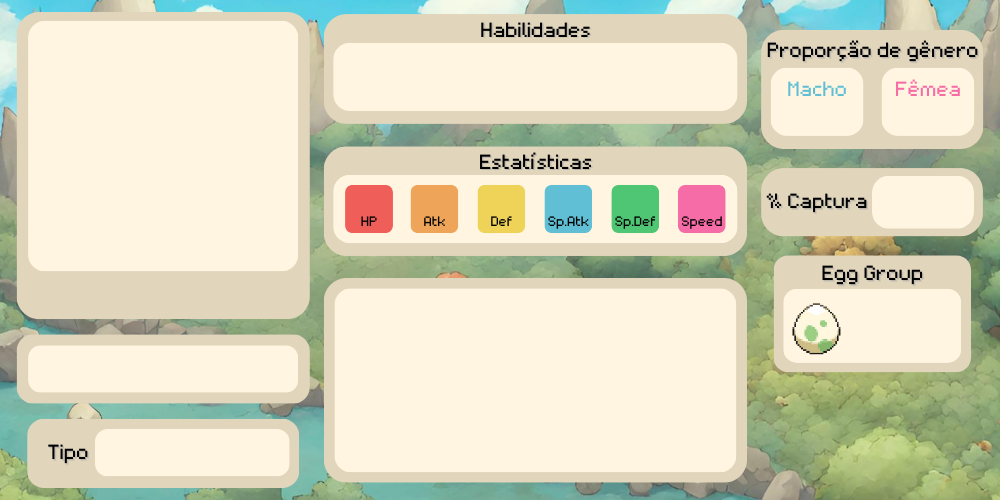 Habilidades
Proporção de gênero
Macho
Fêmea
Estatísticas
HP
Atk
Def
Sp.Atk
Sp.Def
Speed
% Captura
Egg Group
Tipo